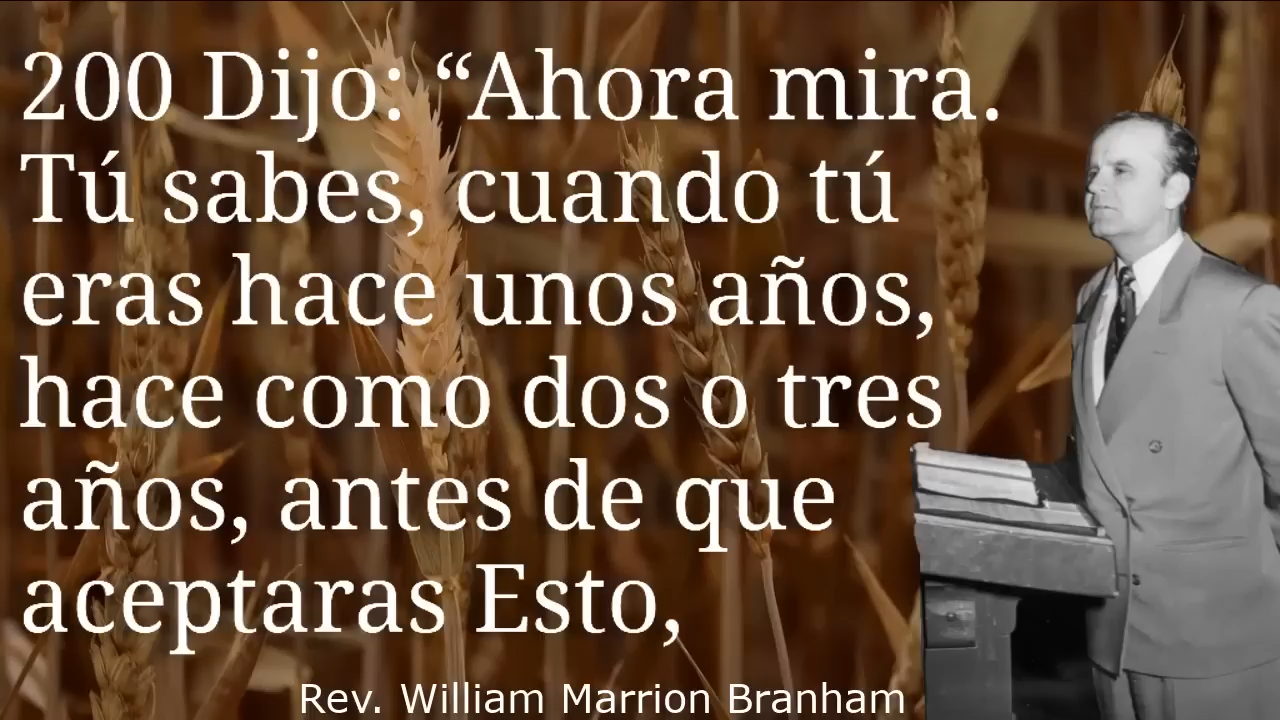 200 Dijo: “Ahora mira.
Tú sabes, cuando tú
eras hace unos años,
hace como dos o tres
años, antes de que
aceptaras Esto,
Rev. William Marrion Branham